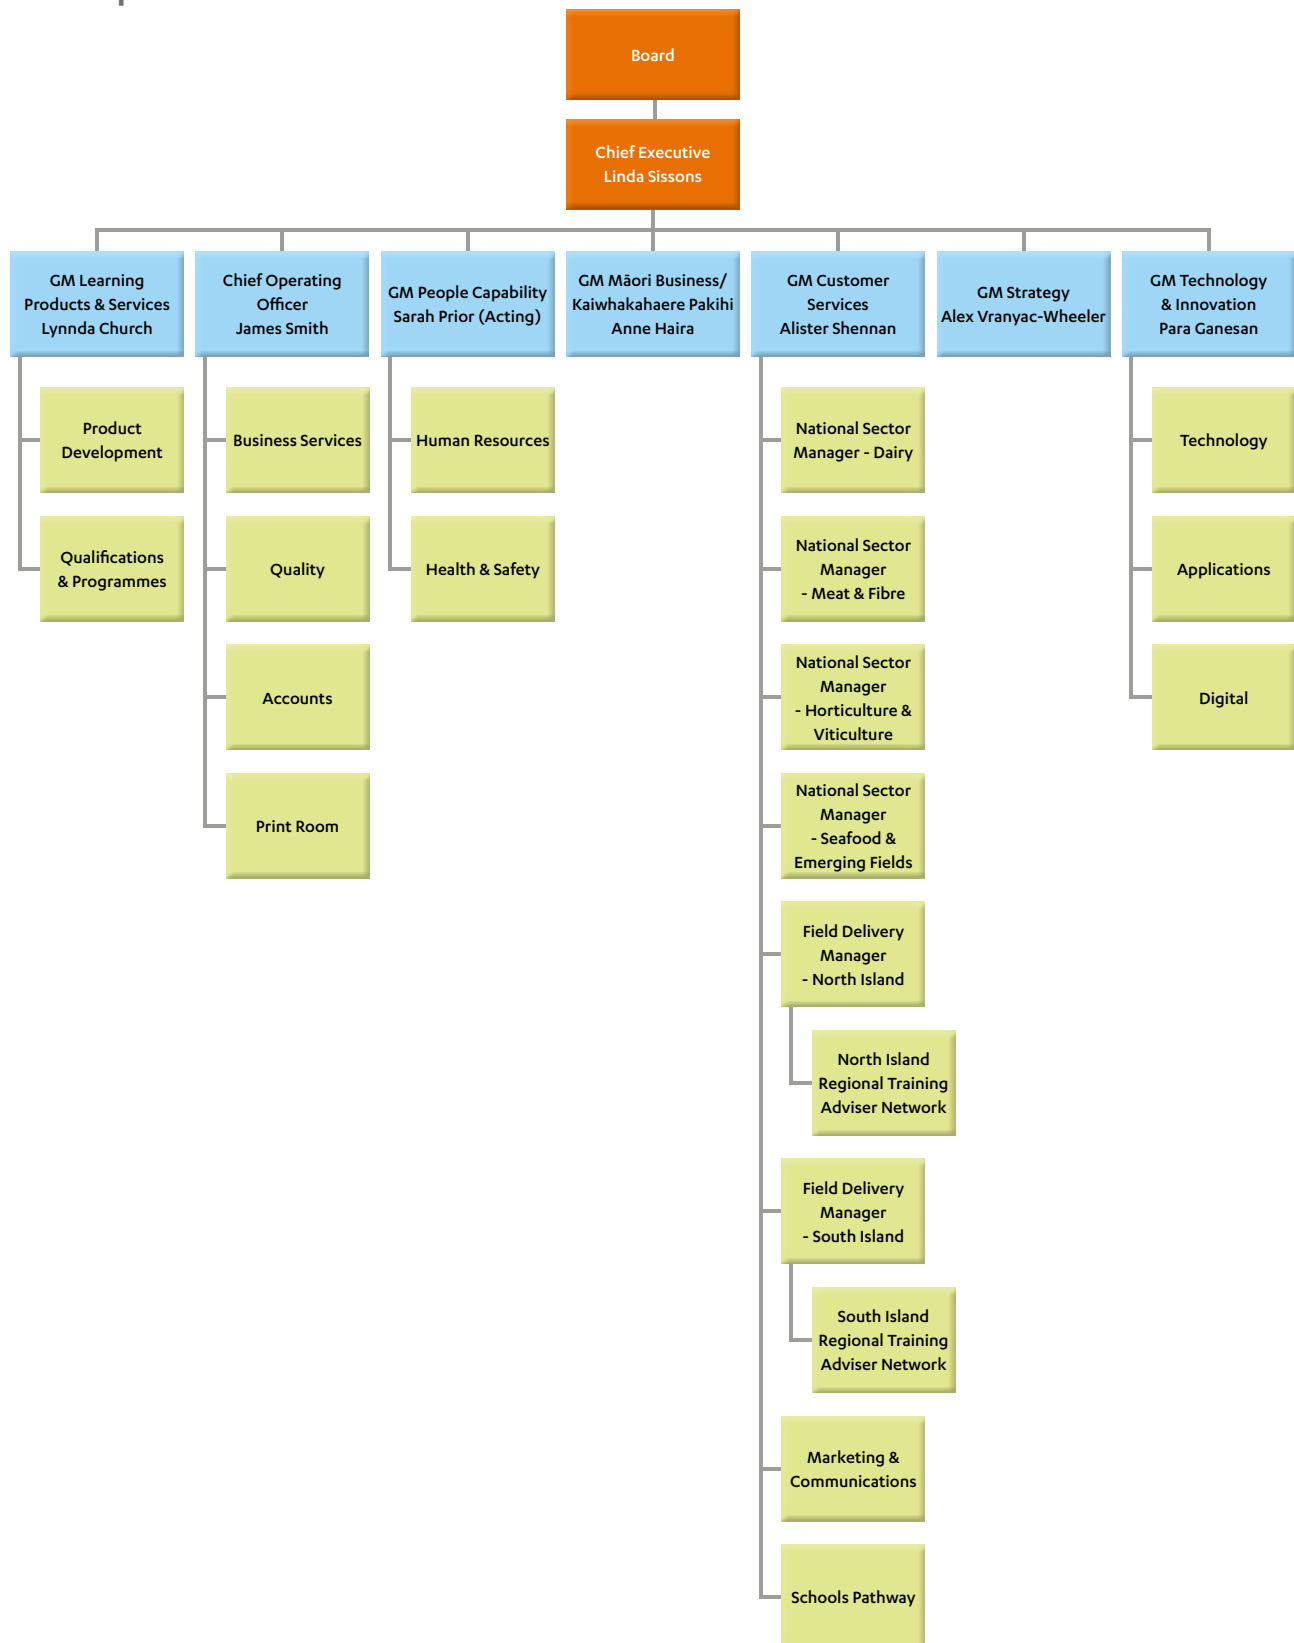 Board
Chief Executive
Linda Sissons
GM Learning
Products & Services
Lynnda Church
Chief Operating
Officer
James Smith
GM People Capability
Sarah Prior (Acting)
GM Māori Business/
Kaiwhakahaere Pakihi
Anne Haira
GM Customer
Services
Alister Shennan
GM Strategy
Alex Vranyac-Wheeler
GM Technology
& Innovation
Para Ganesan
Product
Development
Qualifications
& Programmes
Business Services
Quality
Accounts
Print Room
Human Resources
Health & Safety
National Sector
Manager - Dairy
National Sector
Manager
- Meat & Fibre
National Sector
Manager
- Horticulture &
Viticulture
National Sector
Manager
- Seafood &
Emerging Fields
Field Delivery
Manager
- North Island
North Island
Regional Training
Adviser Network
Field Delivery
Manager
- South Island
South Island
Regional Training
Adviser Network
Marketing &
Communications
Schools Pathway
Technology
Applications
Digital